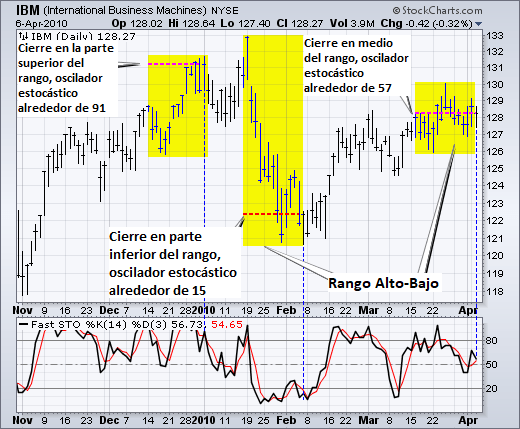 IBM (International Business Machines) NYSE © StockCharts.com
6-Apr-2010 Op 128.02 Hi 128.64 Lo 127.40 Cl 128.27 Vol 3.9M Chg -0.42 (-0.32%)
IBM (Daily) 128.27
Cierre en la parte
superior del
rango, oscilador
estocástico
alrededor de 91
Cierre en medio
del rango, oscilador
estocástico
alrededor de 57
Cierre en parte
inferior del rango,
oscilador estocástico
alrededor de 15
Rango Alto-Bajo
133
132
131
130
129
128
127
126
125
124
123
122
121
120
119
118
Nov 9 16 23 Dec 7 14 21 2010 11 19 25 Feb 8 16 22 Mar 8 15 22 Apr
Fast STO %K(14) %D(3) 56.73, 54.65
80
50
20
Nov 9 16 23 Dec 7 14 21 2010 11 19 25 Feb 8 16 22 Mar 8 15 22 Apr